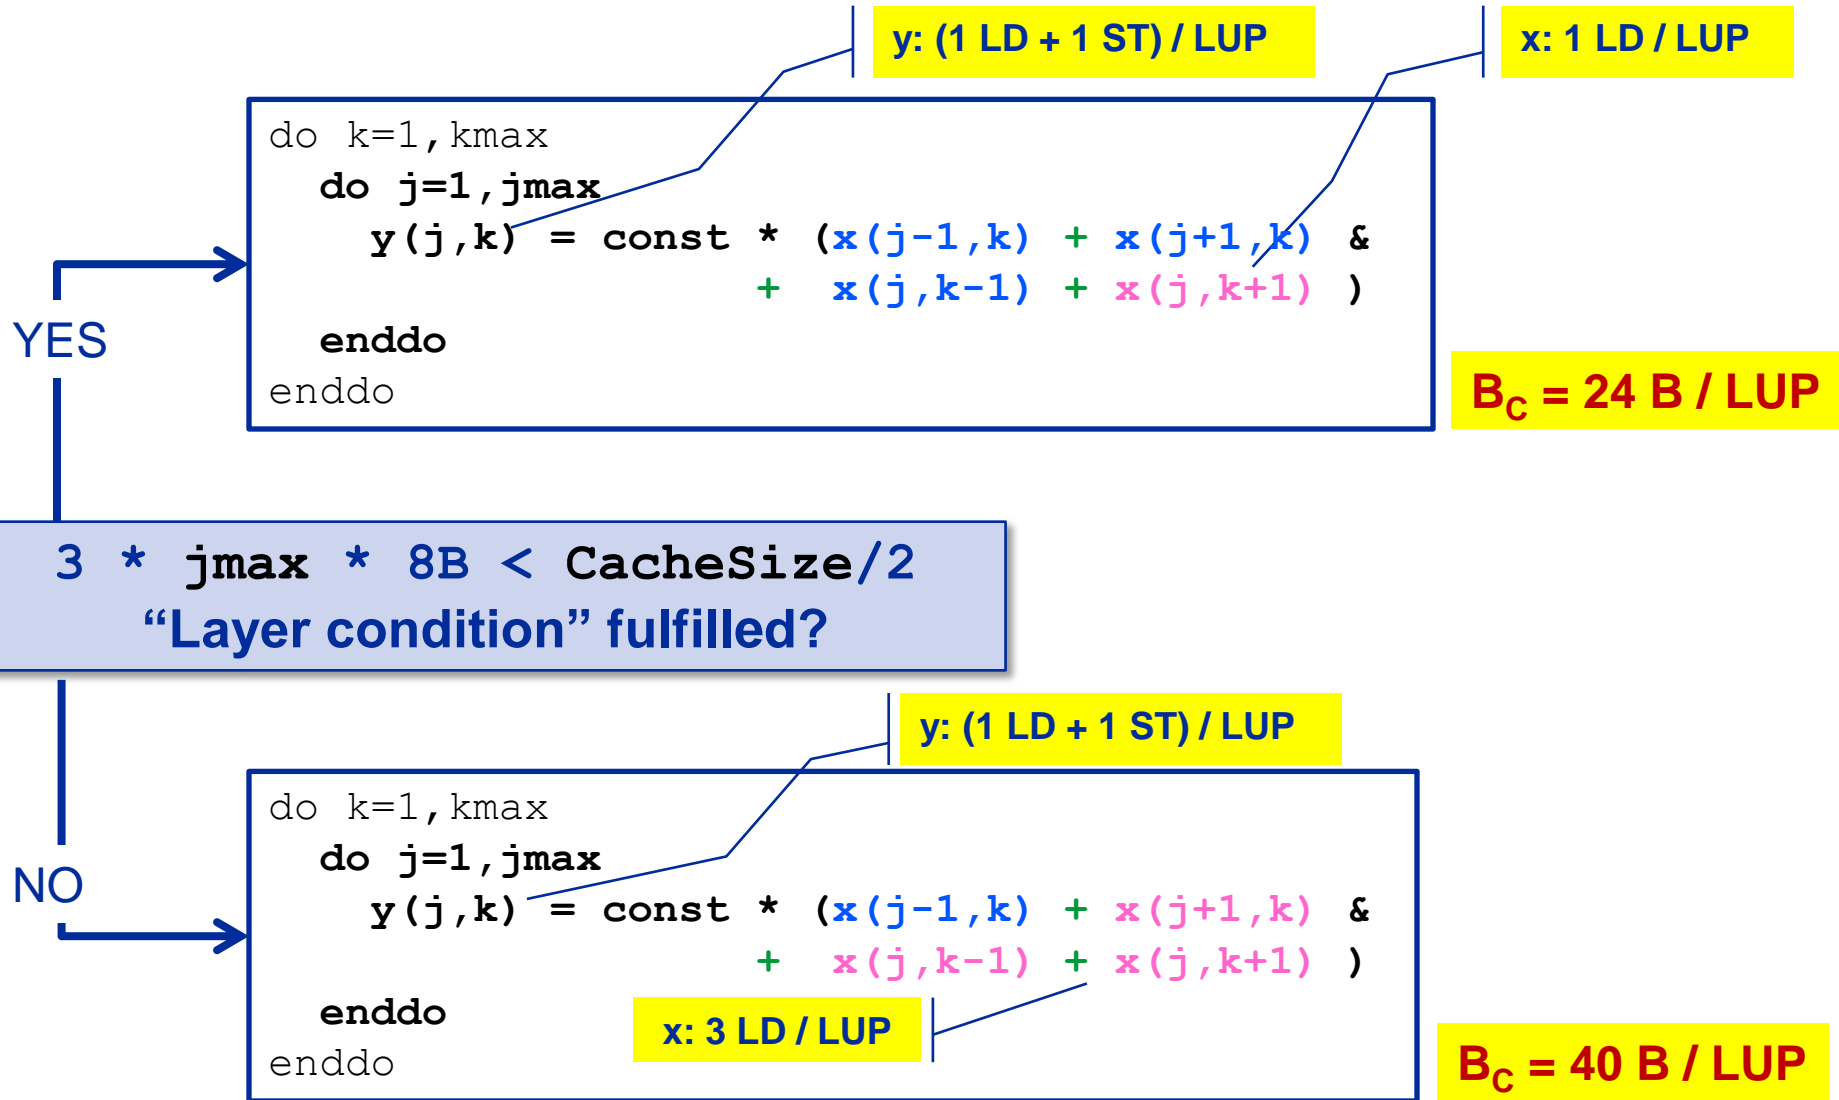 y: (1 LD + 1 ST) / LUP
x: 1 LD / LUP
do k=1,kmax
do j=1,jmax
y(j,k) = const * (x(j-1,k) + x(j+1,k) &
+ x(j,k-1) + x(j,k+1) )
enddo
enddo
YES
B_C = 24 B / LUP
3 * jmax * 8B < CacheSize/2
“Layer condition” fulfilled?
y: (1 LD + 1 ST) / LUP
do k=1,kmax
do j=1,jmax
y(j,k) = const * (x(j-1,k) + x(j+1,k) &
+ x(j,k-1) + x(j,k+1) )
enddo
enddo
NO
x: 3 LD / LUP
B_C = 40 B / LUP